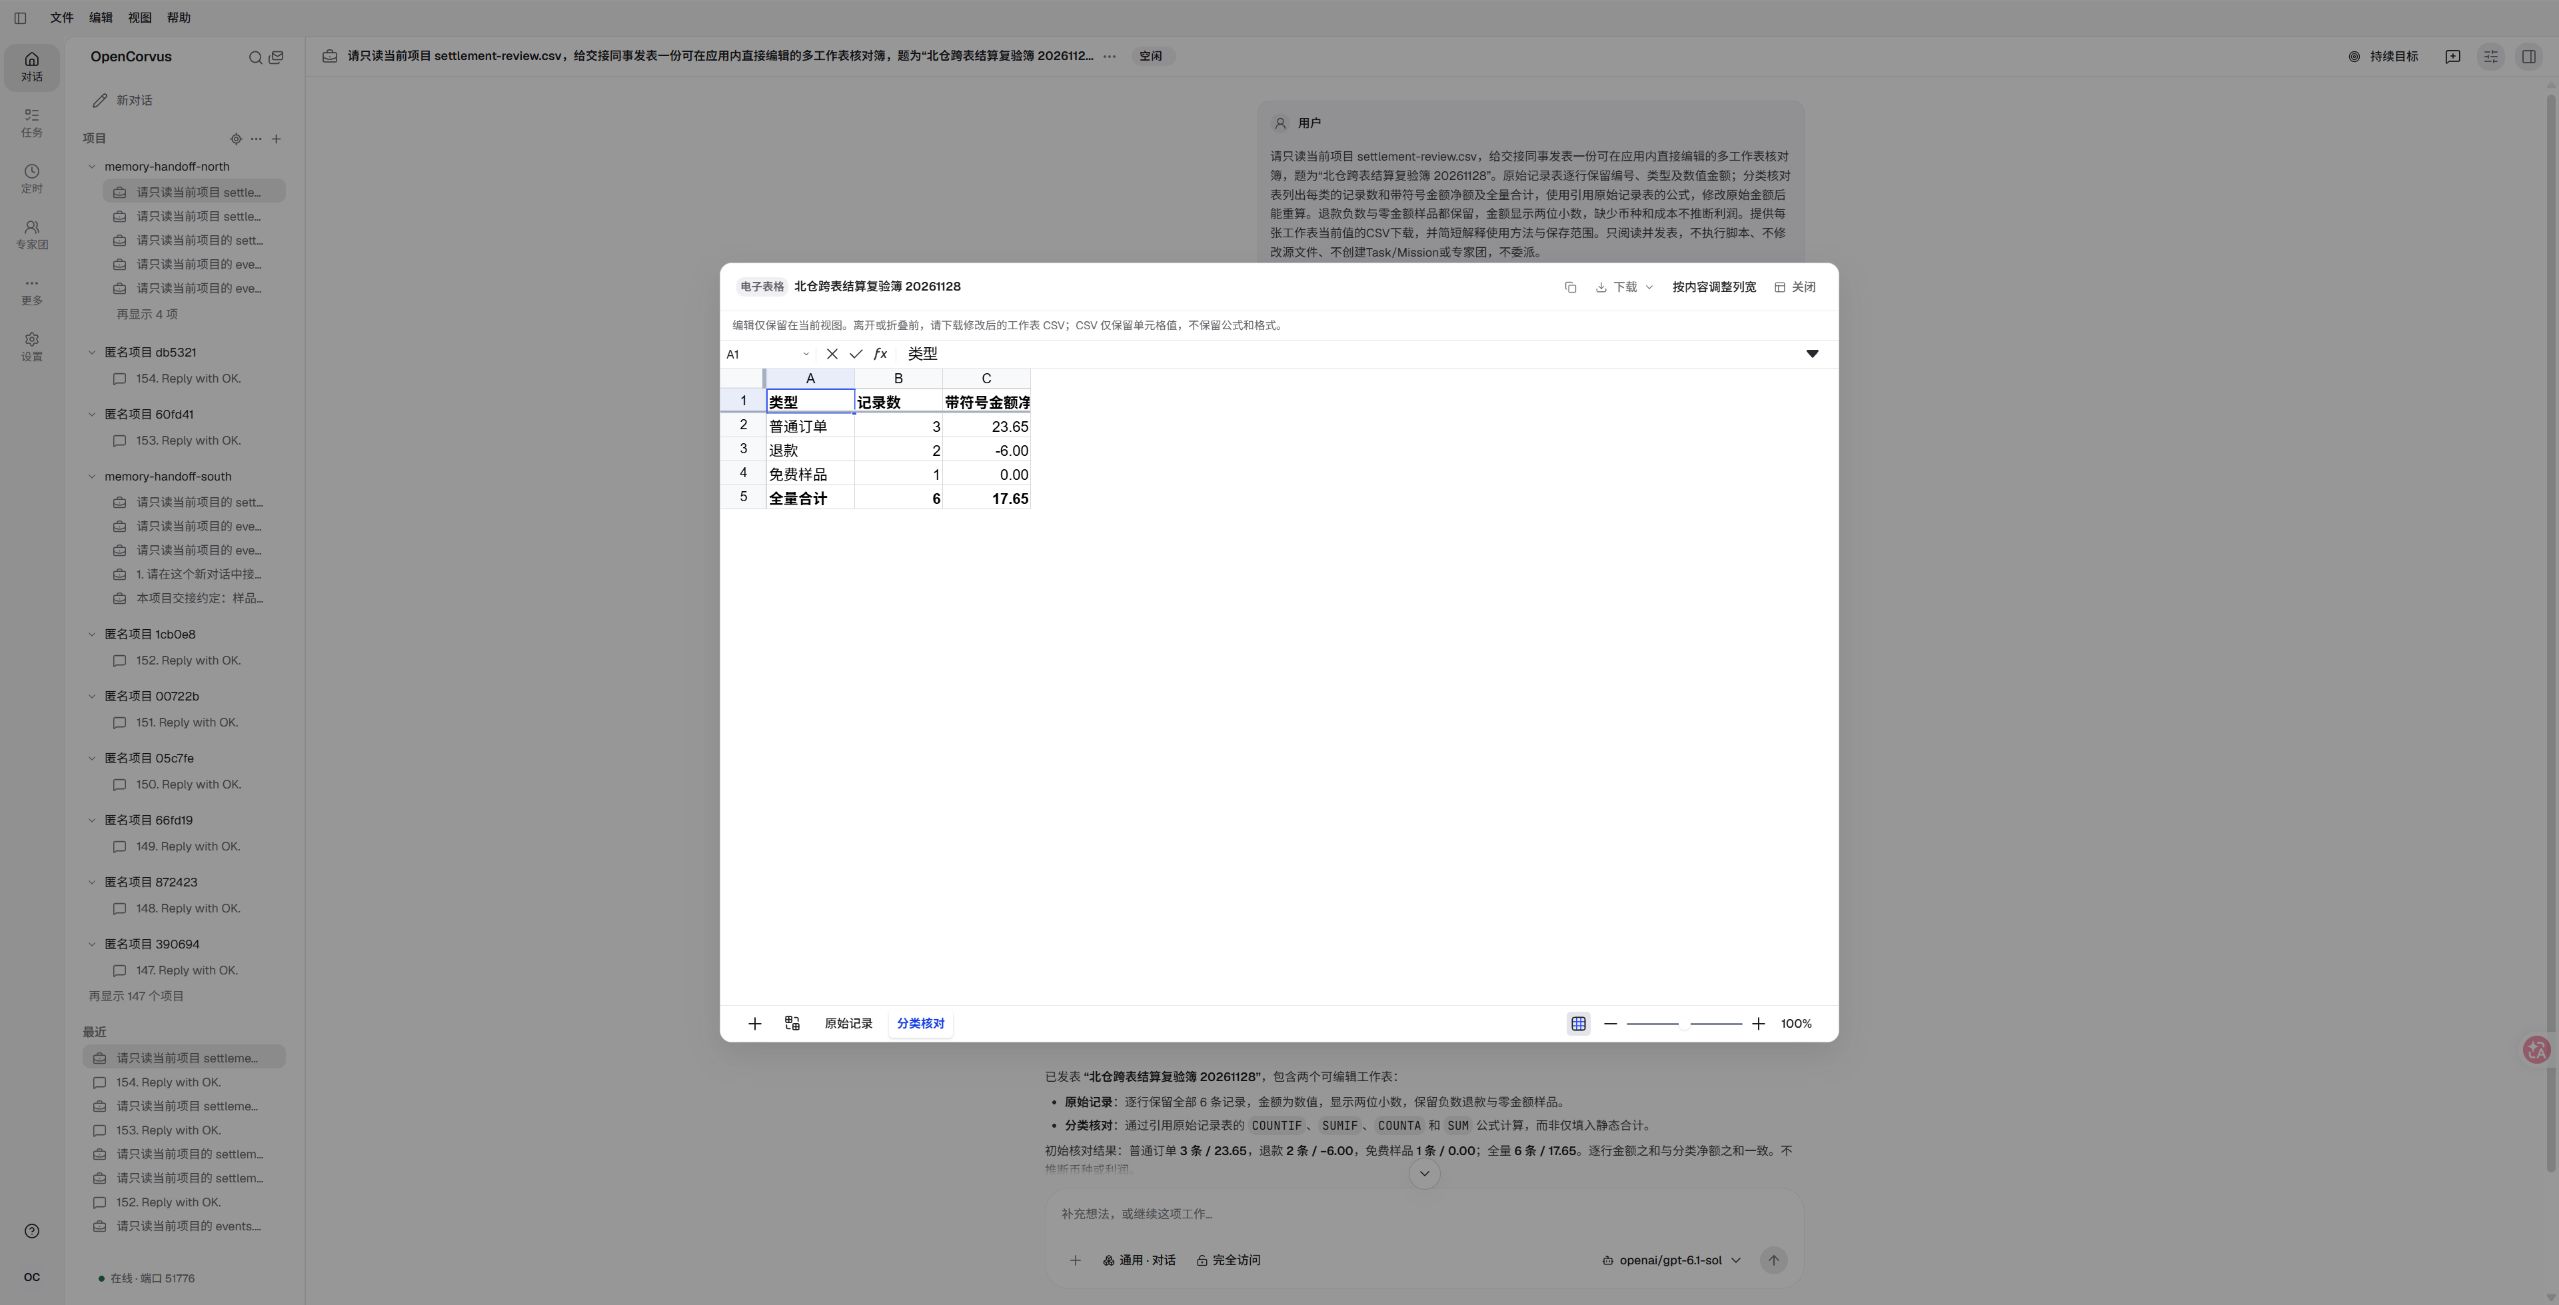 文件 编辑 视图 帮助
对话
任务
定时
专家团
更多
设置
OC
OpenCorvus
新对话
项目
memory-handoff-north
请只读当前项目 settle...
请只读当前项目 settle...
请只读当前项目的 sett...
请只读当前项目的 eve...
请只读当前项目的 eve...
再显示 4 项
匿名项目 db5321
154. Reply with OK.
匿名项目 60fd41
153. Reply with OK.
memory-handoff-south
请只读当前项目的 sett...
请只读当前项目的 eve...
请只读当前项目的 eve...
1. 请在这个新对话中接...
本项目交接约定：样品...
匿名项目 1cb0e8
152. Reply with OK.
匿名项目 00722b
151. Reply with OK.
匿名项目 05c7fe
150. Reply with OK.
匿名项目 66fd19
149. Reply with OK.
匿名项目 872423
148. Reply with OK.
匿名项目 390694
147. Reply with OK.
再显示 147 个项目
最近
请只读当前项目 settleme...
154. Reply with OK.
请只读当前项目 settleme...
153. Reply with OK.
请只读当前项目的 settlem...
请只读当前项目的 settlem...
152. Reply with OK.
请只读当前项目的 events....
在线 · 端口 51776
请只读当前项目 settlement-review.csv，给交接同事发表一份可在应用内直接编辑的多工作表核对簿，题为“北仓跨表结算复验簿 2026112... ··· 空闲
持续目标
用户
请只读当前项目 settlement-review.csv，给交接同事发表一份可在应用内直接编辑的多工作表核对
簿，题为“北仓跨表结算复验簿 20261128”。原始记录表逐行保留编号、类型及数值金额；分类核对
表列出每类的记录数和带符号金额净额及全量合计，使用引用原始记录表的公式，修改原始金额后
能重算。退款负数与零金额样品都保留，金额显示两位小数，缺少币种和成本不推断利润。提供每
张工作表当前值的CSV下载，并简短解释使用方法与保存范围。只阅读并发表，不执行脚本、不修
改源文件、不创建Task/Mission或专家团，不委派。
电子表格 北仓跨表结算复验簿 20261128 下载 按内容调整列宽 关闭
编辑仅保留在当前视图。离开或折叠前，请下载修改后的工作表 CSV；CSV 仅保留单元格值，不保留公式和格式。
A1 fx 类型
A B C
1 类型 记录数 带符号金额净
2 普通订单 3 23.65
3 退款 2 -6.00
4 免费样品 1 0.00
5 全量合计 6 17.65
原始记录 分类核对 100%
已发表 “北仓跨表结算复验簿 20261128”，包含两个可编辑工作表：
• 原始记录：逐行保留全部 6 条记录，金额为数值，显示两位小数，保留负数退款与零金额样品。
• 分类核对：通过引用原始记录表的 COUNTIF、SUMIF、COUNTA 和 SUM 公式计算，而非仅填入静态合计。
初始核对结果：普通订单 3 条 / 23.65，退款 2 条 / −6.00，免费样品 1 条 / 0.00；全量 6 条 / 17.65。逐行金额之和与分类净额之和一致。不
推断币种或利润。
补充想法，或继续这项工作...
通用 · 对话 完全访问 openai/gpt-6.1-sol